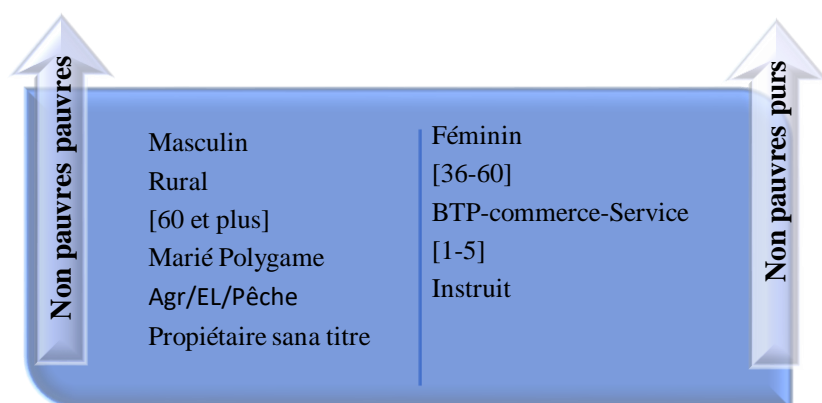 Non pauvres pauvres
Masculin
Rural
[60 et plus]
Marié Polygame
Agr/EL/Pêche
Propiétaire sana titre
Féminin
[36-60]
BTP-commerce-Service
[1-5]
Instruit
Non pauvres purs